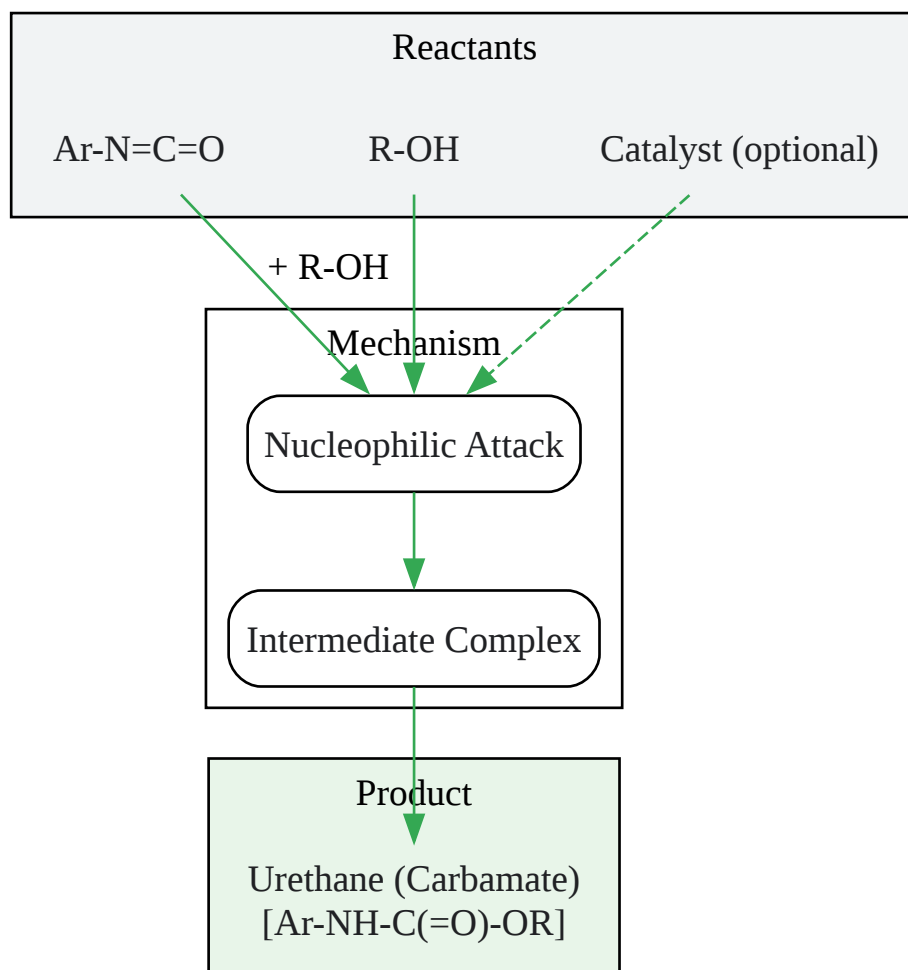 Reactants
Ar-N=C=O
R-OH
Catalyst (optional)
+ R-OH
Mechanism
Nucleophilic Attack
Intermediate Complex
Product
Urethane (Carbamate)
[Ar-NH-C(=O)-OR]